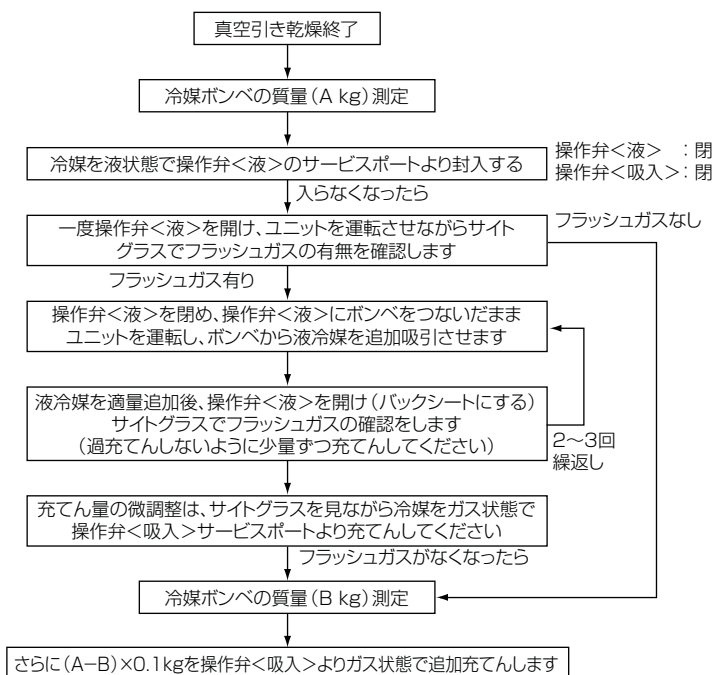 真空引き乾燥終了
冷媒ボンベの質量(A kg)測定
冷媒を液状態で操作弁<液>のサービスポートより封入する
操作弁<液> :閉
操作弁<吸入>:閉
入らなくなったら
一度操作弁<液>を開け、ユニットを運転させながらサイト
グラスでフラッシュガスの有無を確認します
フラッシュガスなし
フラッシュガス有り
操作弁<液>を閉め、操作弁<液>にボンベをつないだまま
ユニットを運転し、ボンベから液冷媒を追加吸引させます
液冷媒を適量追加後、操作弁<液>を開け(バックシートにする)
サイトグラスでフラッシュガスの確認をします
(過充てんしないように少量ずつ充てんしてください)
2〜3回
繰返し
充てん量の微調整は、サイトグラスを見ながら冷媒をガス状態で
操作弁<吸入>サービスポートより充てんしてください
フラッシュガスがなくなったら
冷媒ボンベの質量(B kg)測定
さらに(A−B)×0.1kgを操作弁<吸入>よりガス状態で追加充てんします